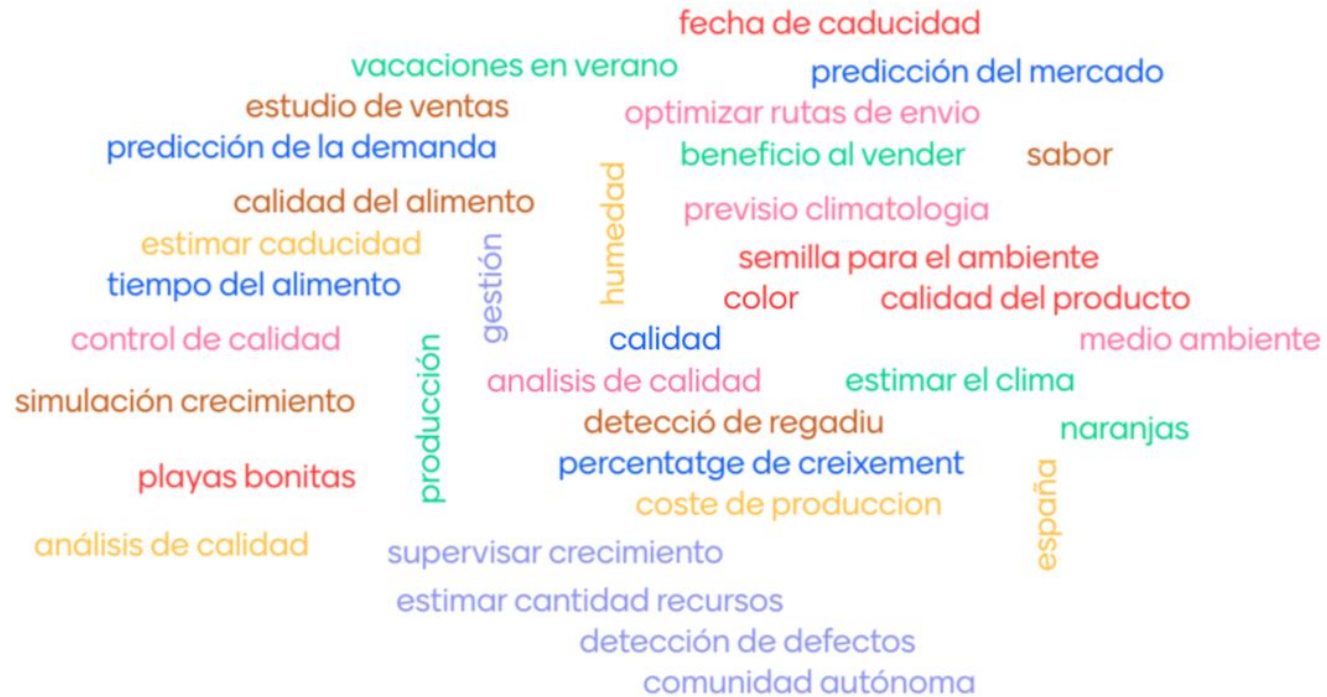 fecha de caducidad
vacaciones en verano
predicción del mercado
estudio de ventas
optimizar rutas de envio
predicción de la demanda
beneficio al vender
sabor
humedad
calidad del alimento
previsio climatologia
estimar caducidad
gestión
semilla para el ambiente
tiempo del alimento
color
calidad del producto
control de calidad
calidad
medio ambiente
producción
analisis de calidad
estimar el clima
simulación crecimiento
detecció de regadiu
naranjas
percentatge de creixement
playas bonitas
coste de produccion
españa
análisis de calidad
supervisar crecimiento
estimar cantidad recursos
detección de defectos
comunidad autónoma